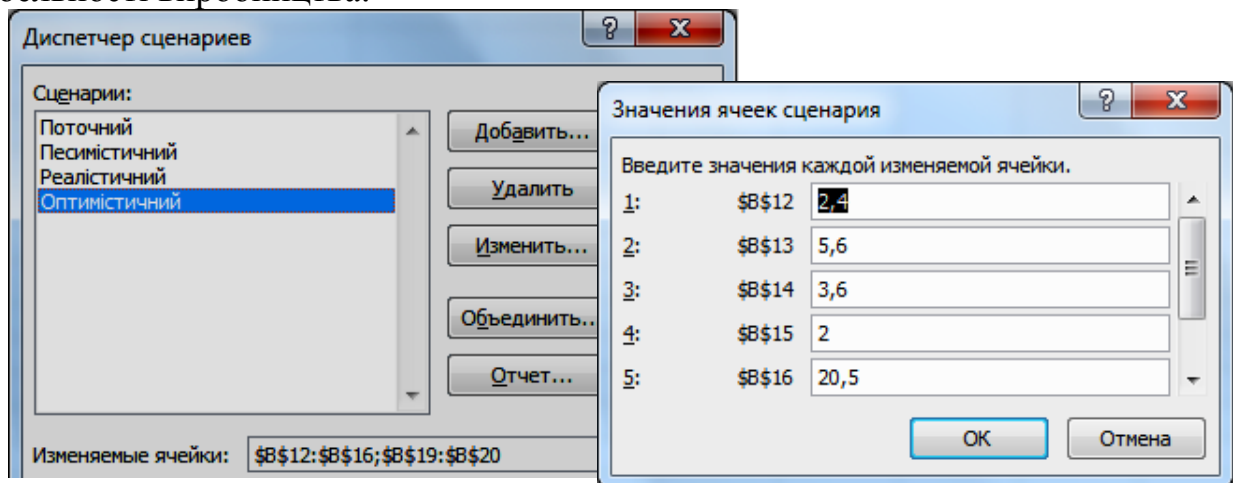 Диспетчер сценариев
Сценарии:
Поточний
Песимістичний
Реалістичний
Оптимістичний
Добавить...
Удалить
Изменить...
Объединить..
Отчет...
Изменяемые ячейки: $B$12:$B$16;$B$19:$B$20
Значения ячеек сценария
Введите значения каждой изменяемой ячейки.
1: $B$12 2,4
2: $B$13 5,6
3: $B$14 3,6
4: $B$15 2
5: $B$16 20,5
ОК Отмена